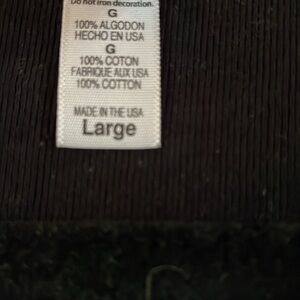 Do not iron decoration.
G
100% ALGODON
HECHO EN USA
G
100% COTON
FABRIQUE AUX USA
100% COTTON
MADE IN THE USA
Large